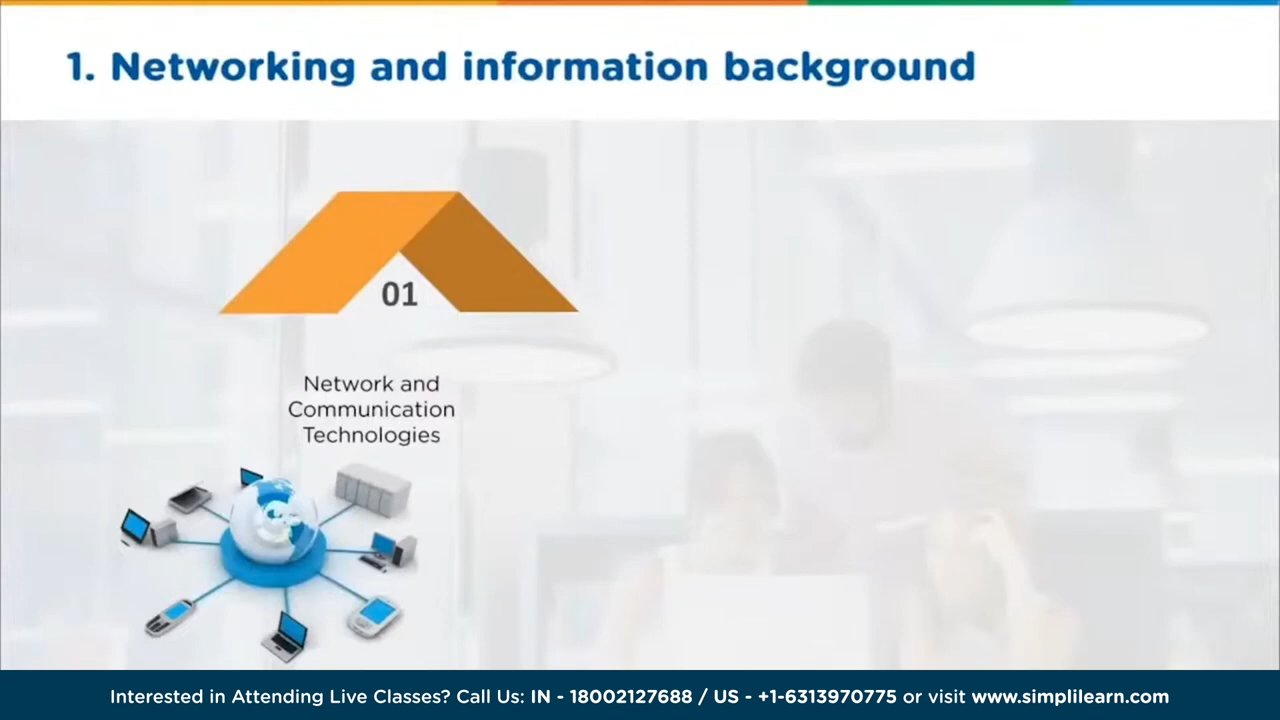 1. Networking and information background
01
Network and
Communication
Technologies
Interested in Attending Live Classes? Call Us: IN - 18002127688 / US - +1-6313970775 or visit www.simplilearn.com